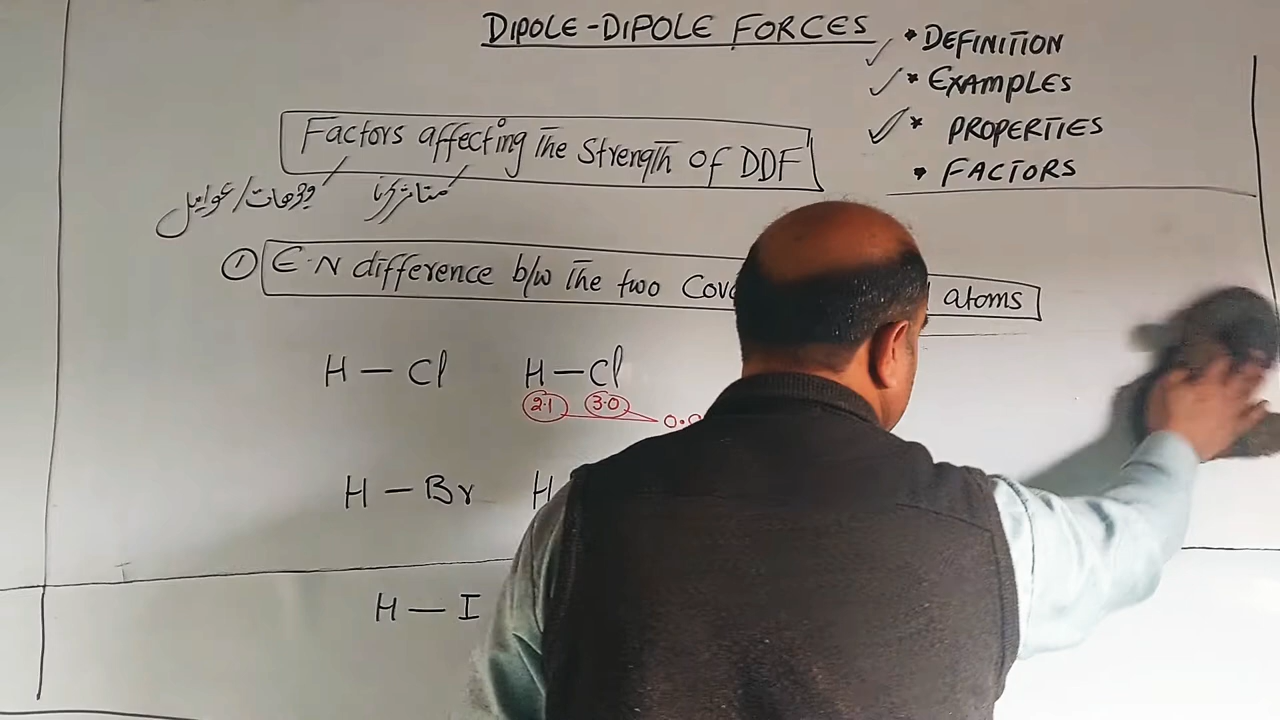 DIPOLE-DIPOLE FORCES
* DEFINITION
* EXAMPLES
* PROPERTIES
* FACTORS
Factors affecting The Strength of DDF
وجوہات/عوامل متاثر کرنا
① E.N difference b/w The two atoms
H — Cl H — Cl
2.1 3.0
H — Br H
H — I